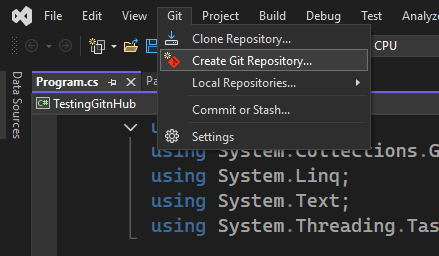 File Edit View Git Project Build Debug Test Analyze
Clone Repository...
Create Git Repository...
CPU
Local Repositories...
Program.cs
Commit or Stash...
TestingGitnHub
Settings
Data Sources
using System.Collections.G
using System.Linq;
using System.Text;
using System.Threading.Tas